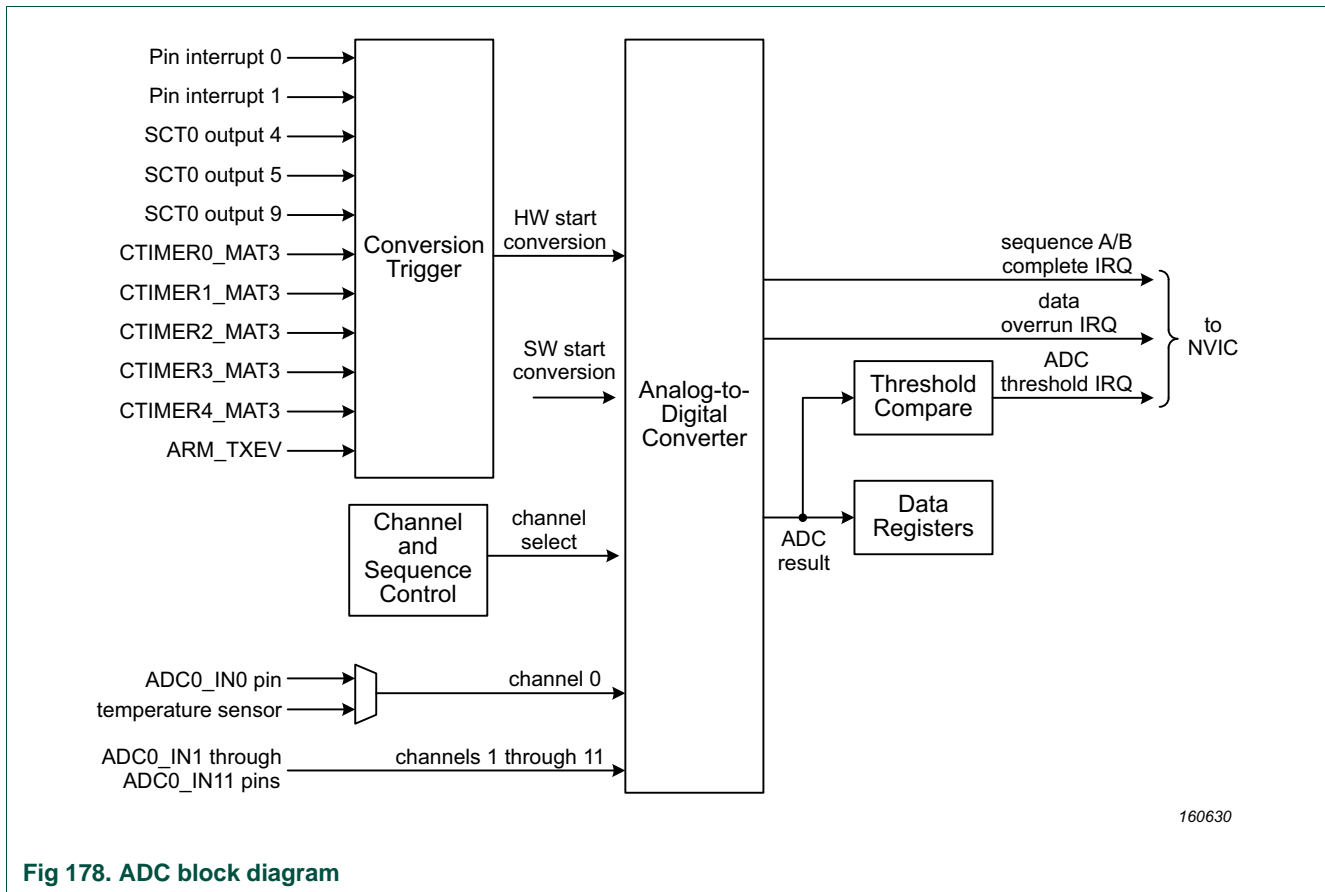 Pin interrupt 0
Pin interrupt 1
SCT0 output 4
SCT0 output 5
SCT0 output 9
CTIMER0_MAT3
CTIMER1_MAT3
CTIMER2_MAT3
CTIMER3_MAT3
CTIMER4_MAT3
ARM_TXEV
Conversion
Trigger
HW start
conversion
SW start
conversion
Channel
and
Sequence
Control
channel
select
ADC0_IN0 pin
temperature sensor
channel 0
ADC0_IN1 through
ADC0_IN11 pins
channels 1 through 11
Analog-to-
Digital
Converter
sequence A/B
complete IRQ
data
overrun IRQ
ADC
threshold IRQ
to
NVIC
Threshold
Compare
Data
Registers
ADC
result
160630
Fig 178. ADC block diagram